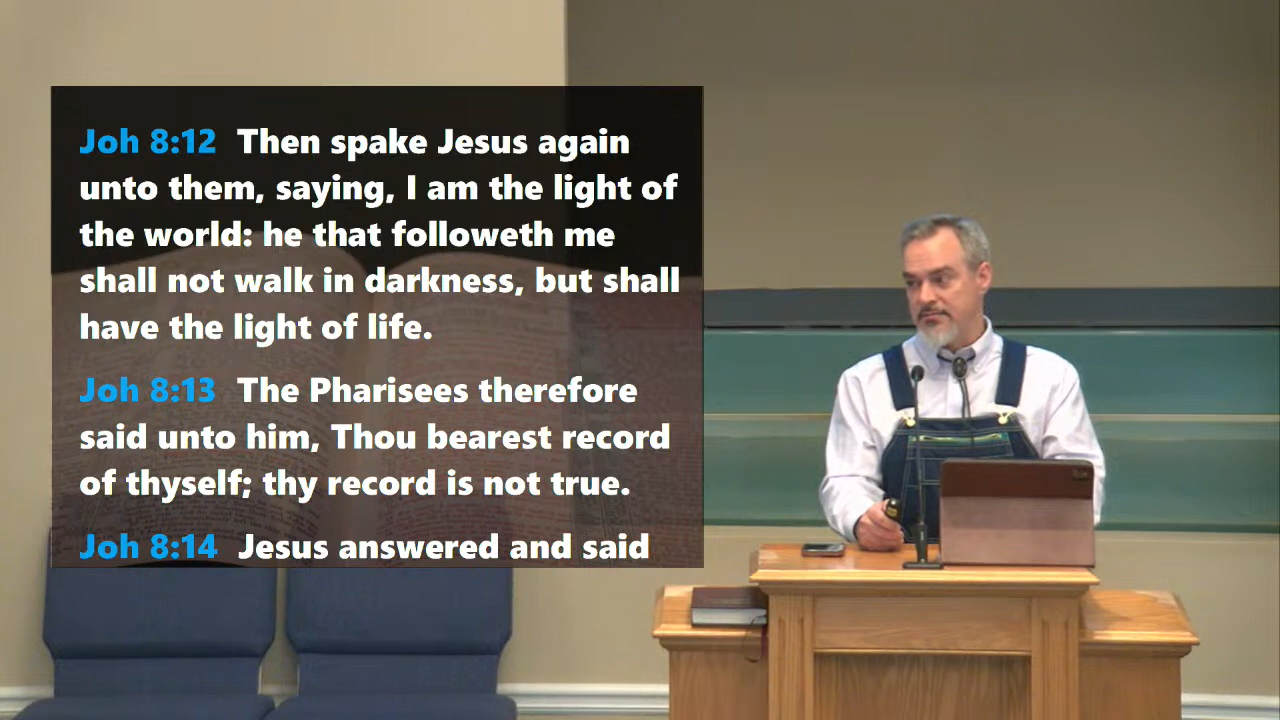 Joh 8:12 Then spake Jesus again
unto them, saying, I am the light of
the world: he that followeth me
shall not walk in darkness, but shall
have the light of life.
Joh 8:13 The Pharisees therefore
said unto him, Thou bearest record
of thyself; thy record is not true.
Joh 8:14 Jesus answered and said